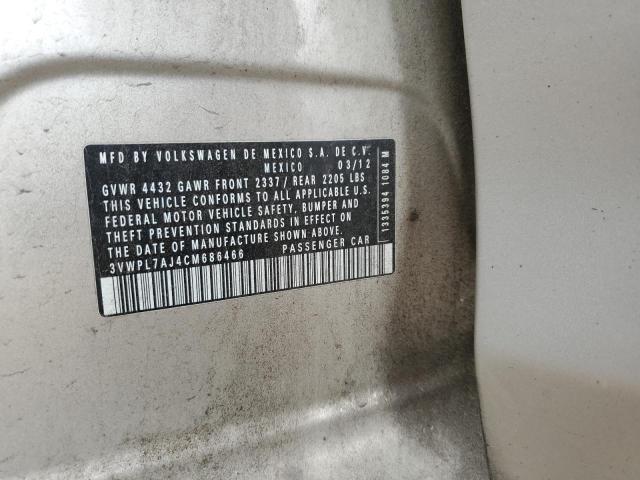 MFD BY VOLKSWAGEN DE MEXICO S.A. DE C.V.
MEXICO 03/12
GVWR 4432 GAWR FRONT 2337/ REAR 2205 LBS
THIS VEHICLE CONFORMS TO ALL APPLICABLE U.S.
FEDERAL MOTOR VEHICLE SAFETY, BUMPER AND
THEFT PREVENTION STANDARDS IN EFFECT ON
THE DATE OF MANUFACTURE SHOWN ABOVE.
3VWPL7AJ4CM686466 PASSENGER CAR
1335394 1084 M